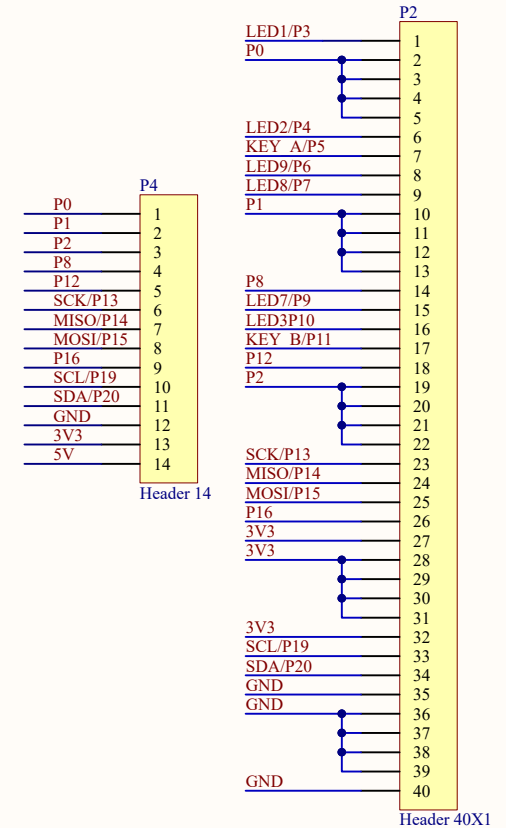 P4
P0 1
P1 2
P2 3
P8 4
P12 5
SCK/P13 6
MISO/P14 7
MOSI/P15 8
P16 9
SCL/P19 10
SDA/P20 11
GND 12
3V3 13
5V 14
Header 14
P2
LED1/P3 1
P0 2
3
4
5
LED2/P4 6
KEY_A/P5 7
LED9/P6 8
LED8/P7 9
P1 10
11
12
13
P8 14
LED7/P9 15
LED3P10 16
KEY_B/P11 17
P12 18
P2 19
20
21
22
SCK/P13 23
MISO/P14 24
MOSI/P15 25
P16 26
3V3 27
3V3 28
29
30
31
3V3 32
SCL/P19 33
SDA/P20 34
GND 35
GND 36
37
38
39
GND 40
Header 40X1